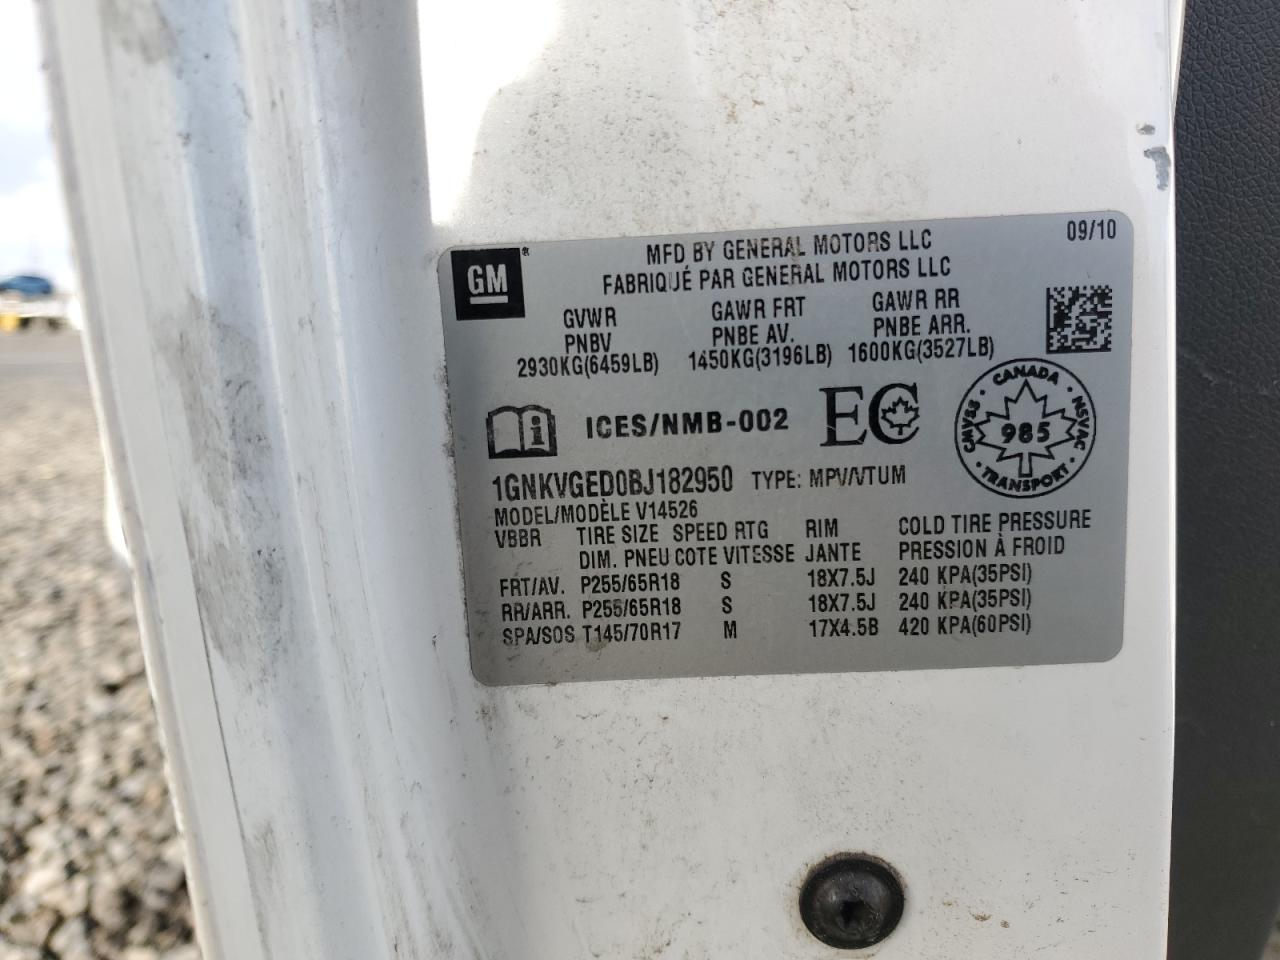 GM®
MFD BY GENERAL MOTORS LLC
09/10
FABRIQUÉ PAR GENERAL MOTORS LLC
GVWR GAWR FRT GAWR RR
PNBV PNBE AV. PNBE ARR.
2930KG(6459LB) 1450KG(3196LB) 1600KG(3527LB)
i ICES/NMB-002 EC
CANADA · NSVAC · TRANSPORT · CMVSS ·
985
1GNKVGED0BJ182950 TYPE: MPV/VTUM
MODEL/MODÈLE V14526
VBBR TIRE SIZE SPEED RTG RIM COLD TIRE PRESSURE
DIM. PNEU COTE VITESSE JANTE PRESSION À FROID
FRT/AV. P255/65R18 S 18X7.5J 240 KPA(35PSI)
RR/ARR. P255/65R18 S 18X7.5J 240 KPA(35PSI)
SPA/SOS T145/70R17 M 17X4.5B 420 KPA(60PSI)